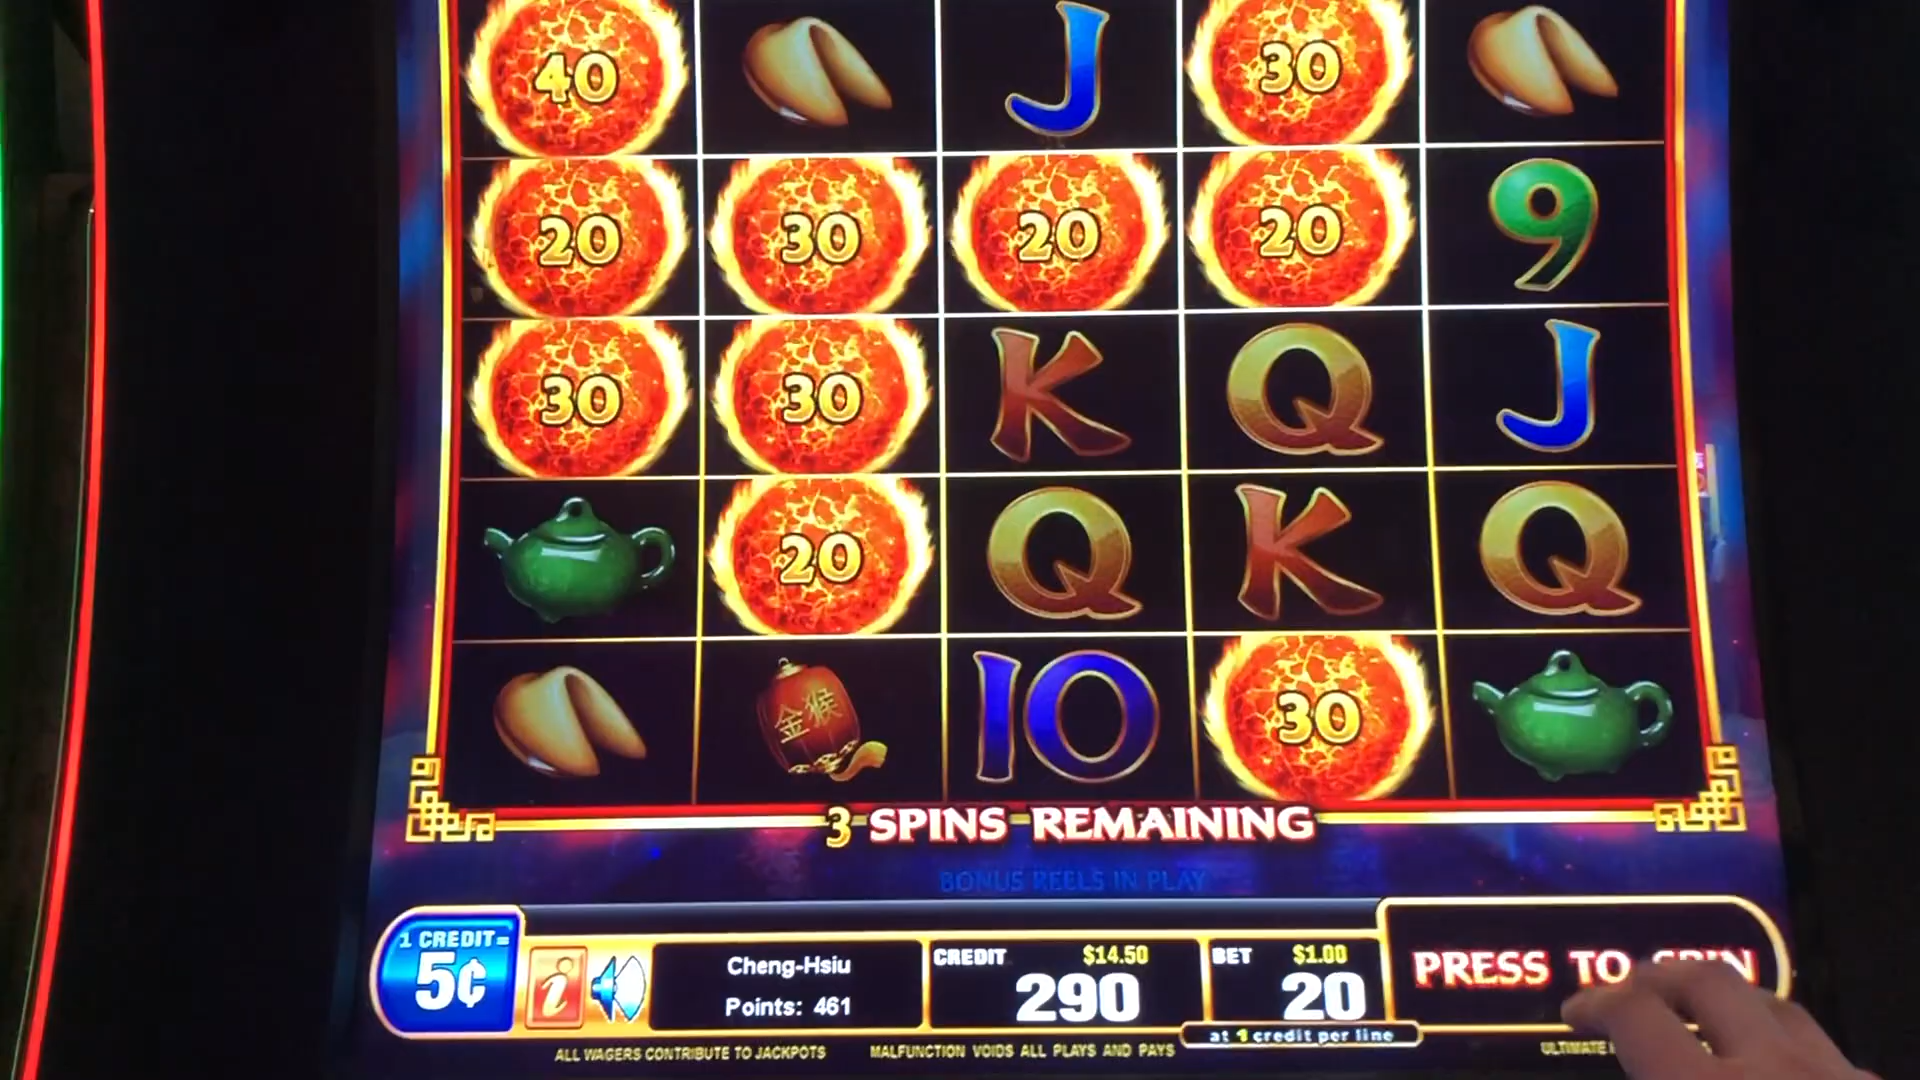 40 J 30
20 30 20 20 9
30 30 K Q J
20 Q K Q
金猴 10 30
3 SPINS REMAINING
BONUS REELS IN PLAY
1 CREDIT=
5¢
i
Cheng-Hsiu
Points: 461
CREDIT $14.50
290
BET $1.00
20
at 1 credit per line
PRESS TO SPIN
ALL WAGERS CONTRIBUTE TO JACKPOTS
MALFUNCTION VOIDS ALL PLAYS AND PAYS
ULTIMATE